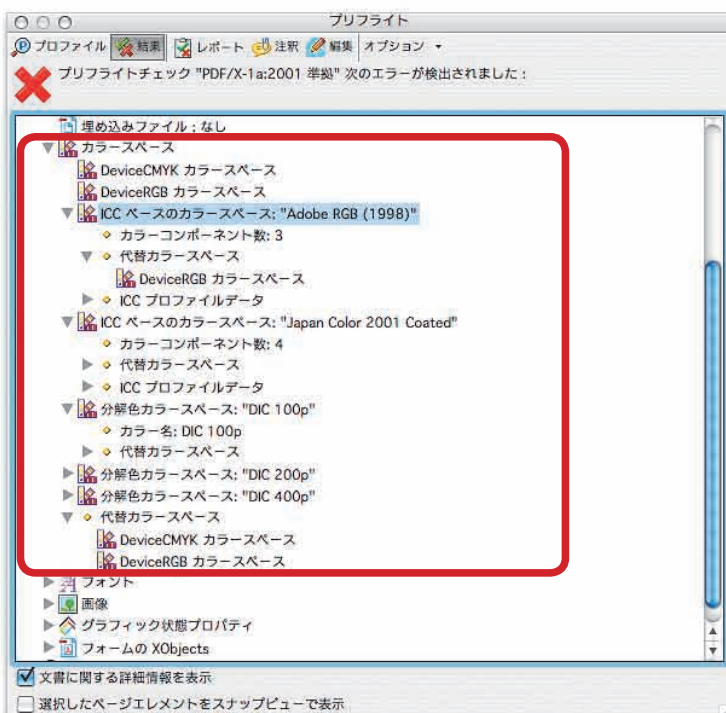 プリフライト
プロファイル 結果 レポート 注釈 編集 オプション
プリフライトチェック "PDF/X-1a:2001 準拠" 次のエラーが検出されました：
埋め込みファイル：なし
カラースペース
DeviceCMYK カラースペース
DeviceRGB カラースペース
ICC ベースのカラースペース: "Adobe RGB (1998)"
カラーコンポーネント数: 3
代替カラースペース
DeviceRGB カラースペース
ICC プロファイルデータ
ICC ベースのカラースペース: "Japan Color 2001 Coated"
カラーコンポーネント数: 4
代替カラースペース
ICC プロファイルデータ
分解色カラースペース: "DIC 100p"
カラー名: DIC 100p
代替カラースペース
分解色カラースペース: "DIC 200p"
分解色カラースペース: "DIC 400p"
代替カラースペース
DeviceCMYK カラースペース
DeviceRGB カラースペース
フォント
画像
グラフィック状態プロパティ
フォームの XObjects
文書に関する詳細情報を表示
選択したページエレメントをスナップビューで表示